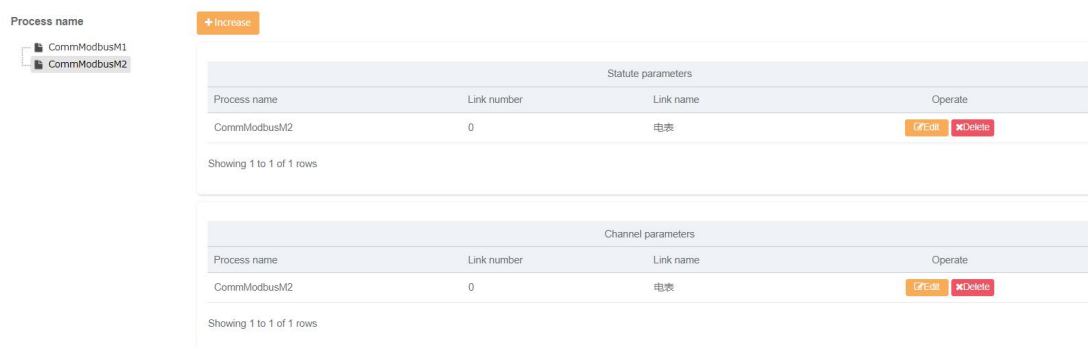 Process name
CommModbusM1
CommModbusM2
Increase
Statute parameters
Process name Link number Link name Operate
CommModbusM2 0 电表 Edit Delete
Showing 1 to 1 of 1 rows
Channel parameters
Process name Link number Link name Operate
CommModbusM2 0 电表 Edit Delete
Showing 1 to 1 of 1 rows